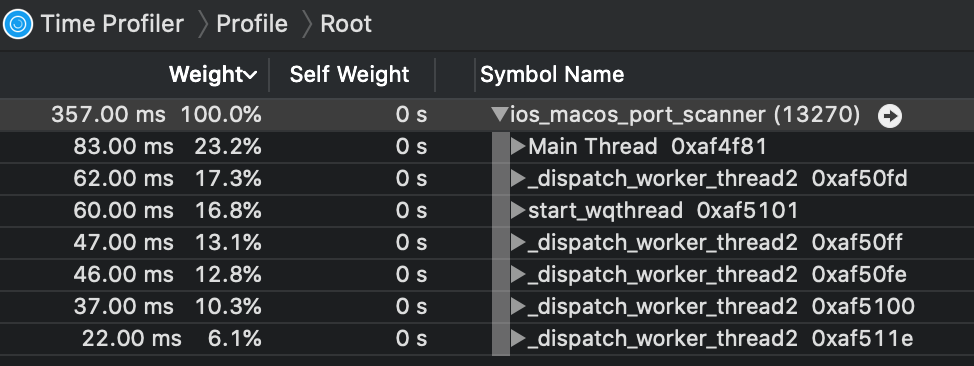 Time Profiler Profile Root
Weight Self Weight Symbol Name
357.00 ms 100.0% 0 s ios_macos_port_scanner (13270)
83.00 ms 23.2% 0 s Main Thread 0xaf4f81
62.00 ms 17.3% 0 s _dispatch_worker_thread2 0xaf50fd
60.00 ms 16.8% 0 s start_wqthread 0xaf5101
47.00 ms 13.1% 0 s _dispatch_worker_thread2 0xaf50ff
46.00 ms 12.8% 0 s _dispatch_worker_thread2 0xaf50fe
37.00 ms 10.3% 0 s _dispatch_worker_thread2 0xaf5100
22.00 ms 6.1% 0 s _dispatch_worker_thread2 0xaf511e